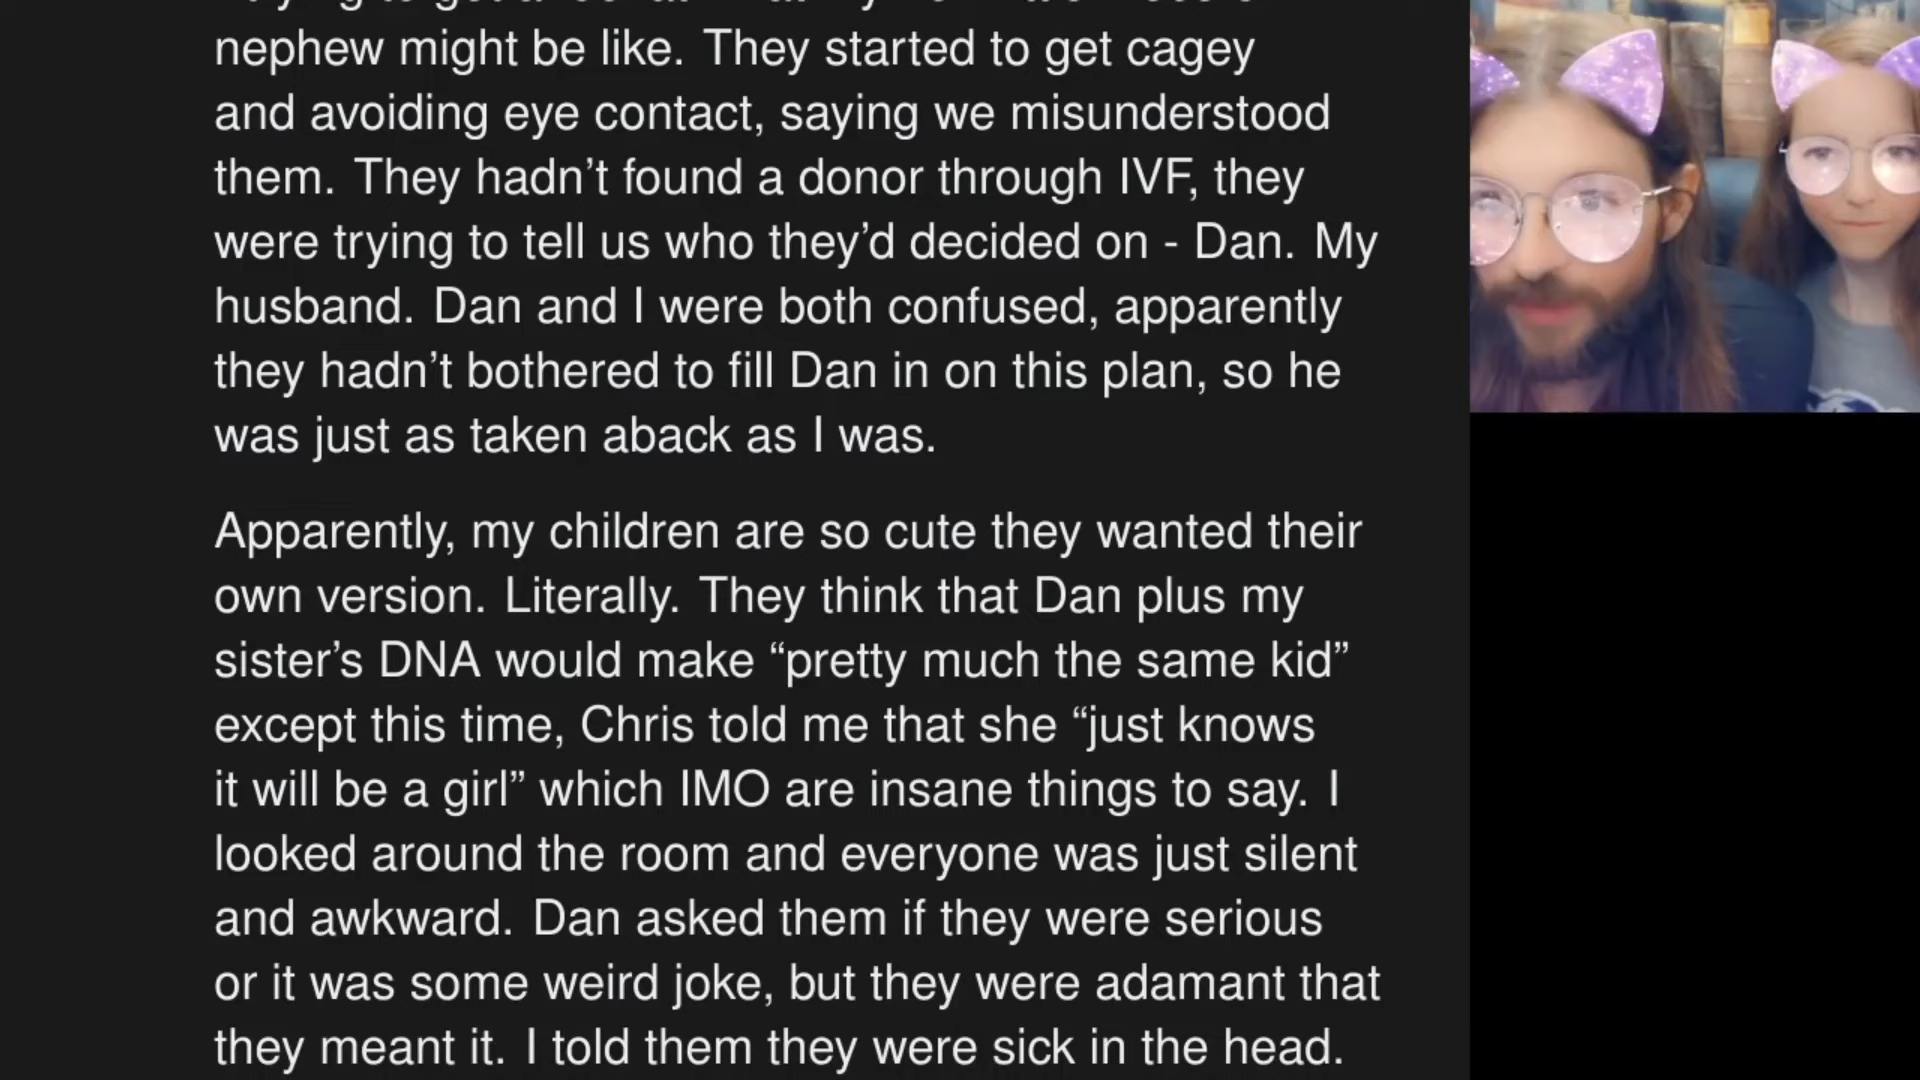 nephew might be like. They started to get cagey
and avoiding eye contact, saying we misunderstood
them. They hadn’t found a donor through IVF, they
were trying to tell us who they’d decided on - Dan. My
husband. Dan and I were both confused, apparently
they hadn’t bothered to fill Dan in on this plan, so he
was just as taken aback as I was.
Apparently, my children are so cute they wanted their
own version. Literally. They think that Dan plus my
sister’s DNA would make “pretty much the same kid”
except this time, Chris told me that she “just knows
it will be a girl” which IMO are insane things to say. I
looked around the room and everyone was just silent
and awkward. Dan asked them if they were serious
or it was some weird joke, but they were adamant that
they meant it. I told them they were sick in the head.